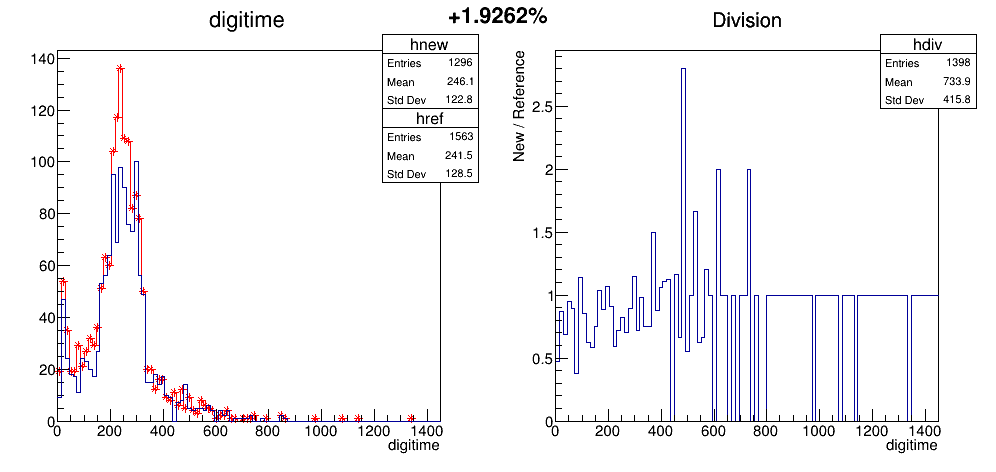 +1.9262%
digitime
hnew
Entries 1296
Mean 246.1
Std Dev 122.8
href
Entries 1563
Mean 241.5
Std Dev 128.5
140
120
100
80
60
40
20
0
0 200 400 600 800 1000 1200 1400
digitime
Division
hdiv
Entries 1398
Mean 733.9
Std Dev 415.8
New / Reference
2.5
2
1.5
1
0.5
0
0 200 400 600 800 1000 1200 1400
digitime